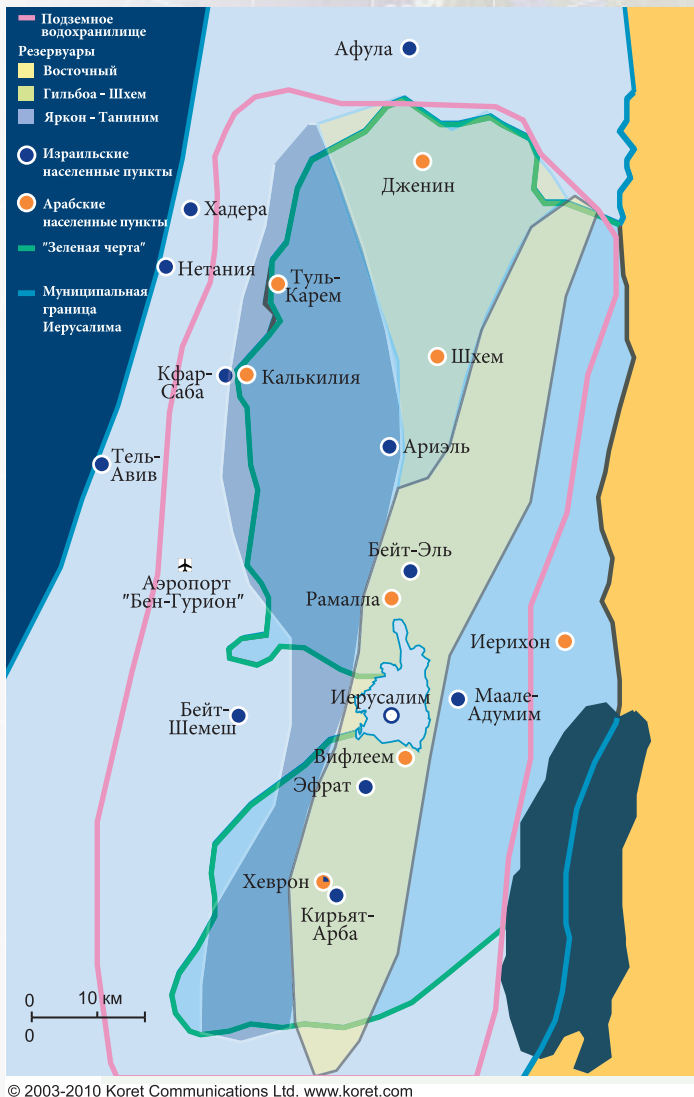 Подземное
водохранилище
Резервуары
Восточный
Гильбоа - Шхем
Яркон - Таниним
Израильские
населенные пункты
Арабские
населенные пункты
"Зеленая черта"
Муниципальная
граница
Иерусалима
Афула
Дженин
Хадера
Нетания
Туль-
Карем
Шхем
Кфар-
Саба
Калькилия
Ариэль
Тель-
Авив
Бейт-Эль
Аэропорт
"Бен-Гурион"
Рамалла
Иерихон
Иерусалим
Маале-
Адумим
Бейт-
Шемеш
Вифлеем
Эфрат
Хеврон
Кирьят-
Арба
0 10 км
0
© 2003-2010 Koret Communications Ltd. www.koret.com